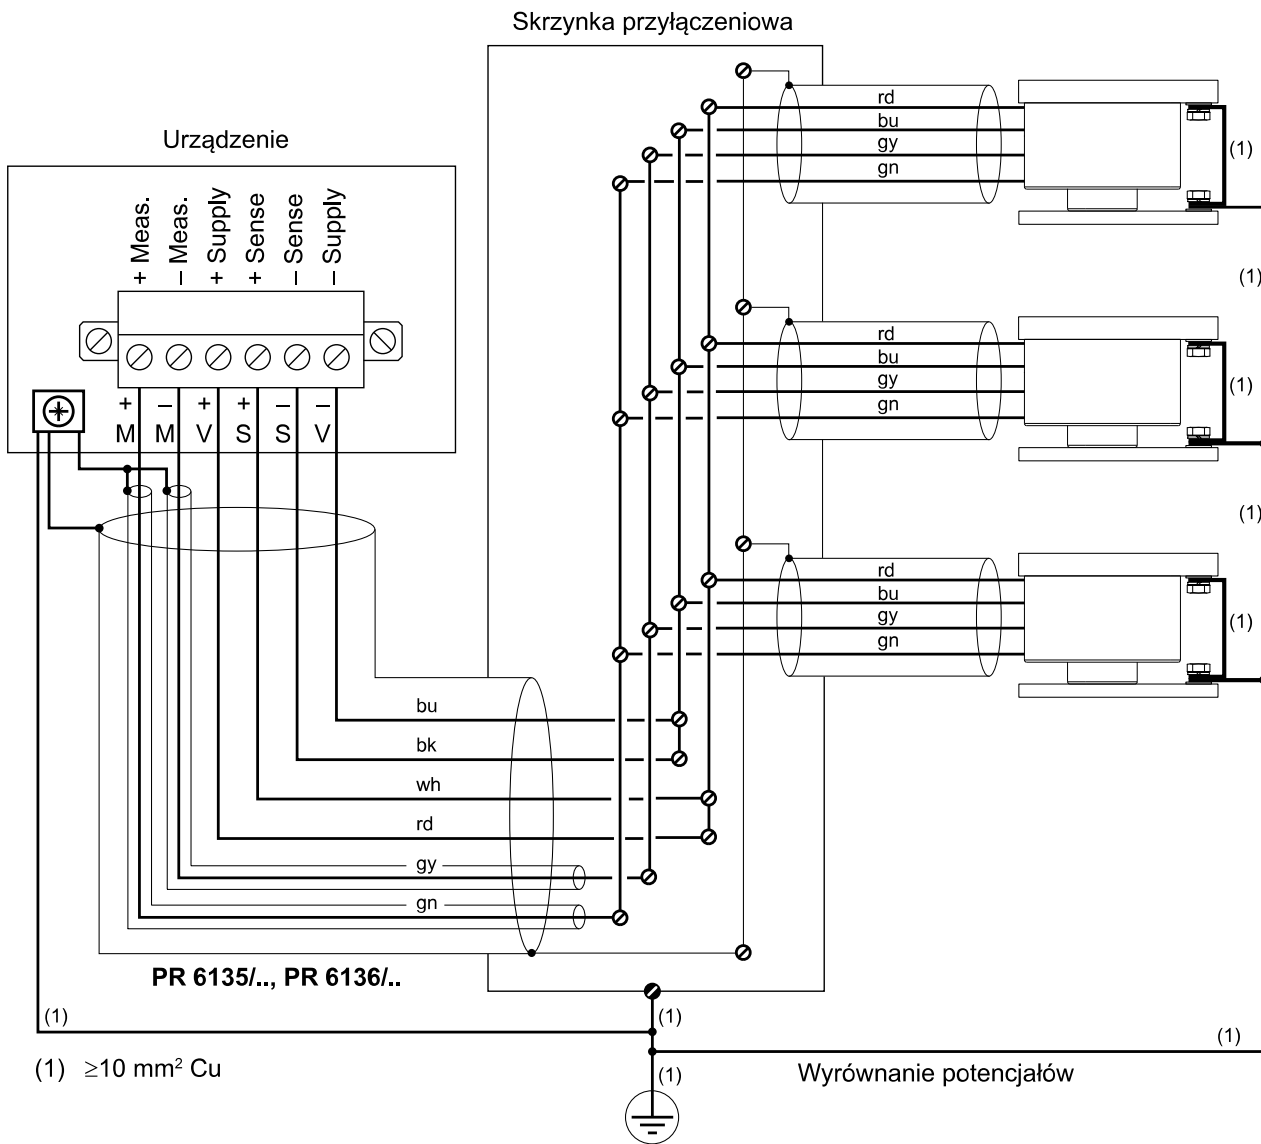 Skrzynka przyłączeniowa
Urządzenie
+ Meas.
– Meas.
+ Supply
+ Sense
– Sense
– Supply
+ – + + – –
M M V S S V
rd
bu
gy
gn
(1)
(1)
rd
bu
gy
gn
(1)
(1)
rd
bu
gy
gn
(1)
bu
bk
wh
rd
gy
gn
PR 6135/.., PR 6136/..
(1)
(1)
(1)
(1) ≥10 mm² Cu
(1)
Wyrównanie potencjałów